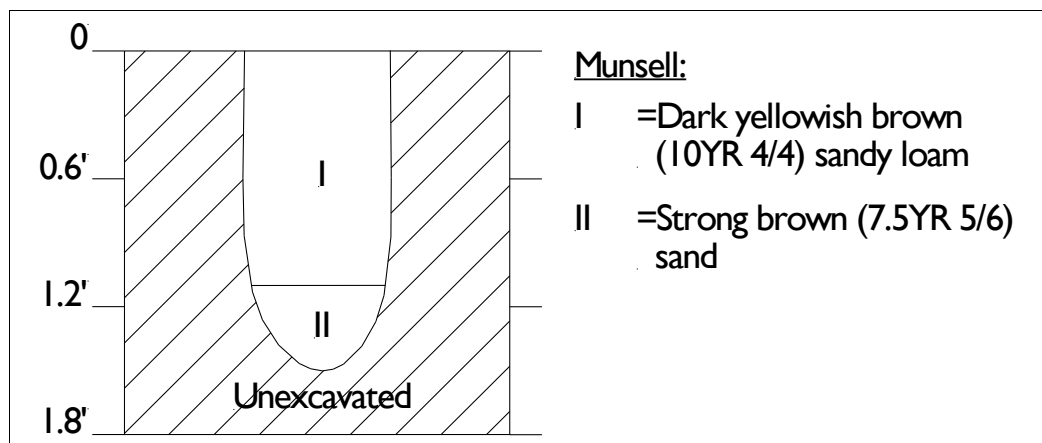 0
0.6'
1.2'
1.8'
I
II
Unexcavated
Munsell:
I =Dark yellowish brown
(10YR 4/4) sandy loam
II =Strong brown (7.5YR 5/6)
sand